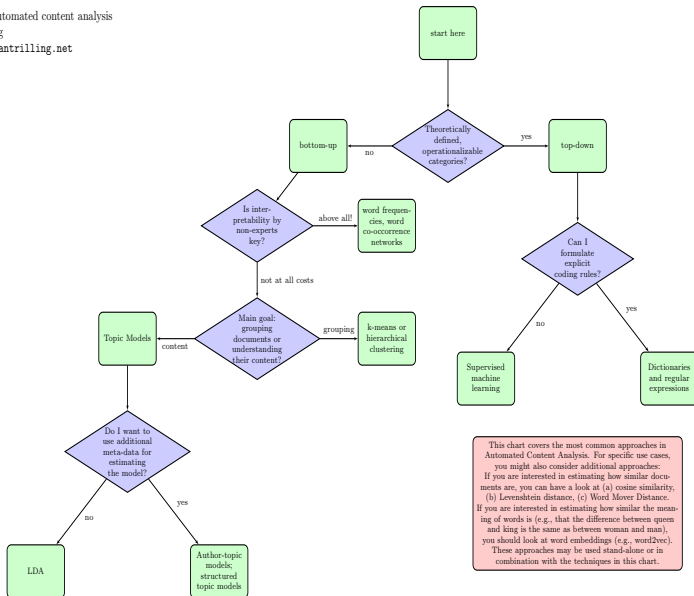 utomated content analysis
g
antrilling.net
start here
Theoretically
defined,
operationalizable
categories?
no
yes
bottom-up
top-down
Is inter-
pretability by
non-experts
key?
above all!
word frequen-
cies, word
co-occorrence
networks
not at all costs
Can I
formulate
explicit
coding rules?
no
yes
Main goal:
grouping
documents or
understanding
their content?
content
grouping
Topic Models
k-means or
hierarchical
clustering
Supervised
machine
learning
Dictionaries
and regular
expressions
Do I want to
use additional
meta-data for
estimating
the model?
no
yes
LDA
Author-topic
models;
structured
topic models
This chart covers the most common approaches in
Automated Content Analysis. For specific use cases,
you might also consider additional approaches:
If you are interested in estimating how similar docu-
ments are, you can have a look at (a) cosine similarity,
(b) Levenshtein distance, (c) Word Mover Distance.
If you are interested in estimating how similar the mean-
ing of words is (e.g., that the difference between queen
and king is the same as between woman and man),
you should look at word embeddings (e.g., word2vec).
These approaches may be used stand-alone or in
combination with the techniques in this chart.